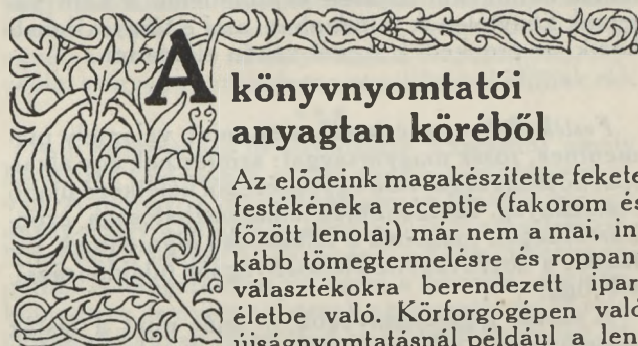 A könyvnyomtatói
anyagtan köréből
Az elődeink magakészítette fekete
festékének a receptje (fakorom és
főzött lenolaj) már nem a mai, in
kább tömegtermelésre és roppan
választékokra berendezett ipar
életbe való. Körforgógépen való
újságnyomtatásnál például a len